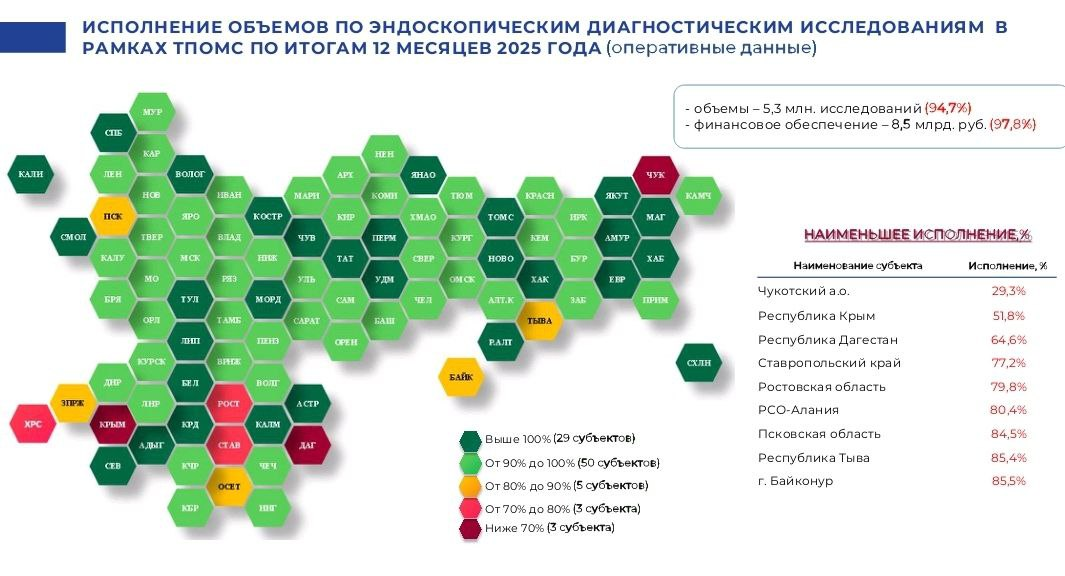 ИСПОЛНЕНИЕ ОБЪЕМОВ ПО ЭНДОСКОПИЧЕСКИМ ДИАГНОСТИЧЕСКИМ ИССЛЕДОВАНИЯМ В
РАМКАХ ТПОМС ПО ИТОГАМ 12 МЕСЯЦЕВ 2025 ГОДА (оперативные данные)
- объемы – 5,3 млн. исследований (94,7%)
- финансовое обеспечение – 8,5 млрд. руб. (97,8%)
МУР
СПБ
КАР
НЕН
КАЛИ
ЛЕН
ВОЛОГ
АРХ
ЯНАО
ЧУК
НОВ
ИВАН
МАРИ
КОМИ
ТЮМ
КРАСН
ЯКУТ
КАМЧ
ПСК
ЯРО
КОСТР
КИР
ХМАО
ТОМС
ИРК
МАГ
СМОЛ
ТВЕР
ВЛАД
ЧУВ
ПЕРМ
КУРГ
КЕМ
АМУР
КАЛУ
МСК
НИЖ
ТАТ
СВЕР
НОВО
БУР
ХАБ
МО
РЯЗ
УЛЬ
УДМ
ОМСК
ХАК
ЕВР
БРЯ
ТУЛ
МОРД
САМ
ЧЕЛ
АЛТ.К
ЗАБ
ПРИМ
ОРЛ
ТАМБ
САРАТ
БАШ
ТЫВА
ЛИП
ПЕНЗ
ОРЕН
Р.АЛТ
КУРСК
ВРНЖ
СХЛН
ДНР
БЕЛ
ВОЛГ
БАЙК
ЗПРЖ
ЛНР
РОСТ
АСТР
ХРС
КРЫМ
КРД
КАЛМ
АДЫГ
СТАВ
ДАГ
СЕВ
КЧР
ЧЕЧ
ОСЕТ
КБР
ИНГ
Выше 100% (29 субъектов)
От 90% до 100% (50 субъектов)
От 80% до 90% (5 субъектов)
От 70% до 80% (3 субъекта)
Ниже 70% (3 субъекта)
НАИМЕНЬШЕЕ ИСПОЛНЕНИЕ,%
Наименование субъекта Исполнение, %
Чукотский а.о. 29,3%
Республика Крым 51,8%
Республика Дагестан 64,6%
Ставропольский край 77,2%
Ростовская область 79,8%
РСО-Алания 80,4%
Псковская область 84,5%
Республика Тыва 85,4%
г. Байконур 85,5%